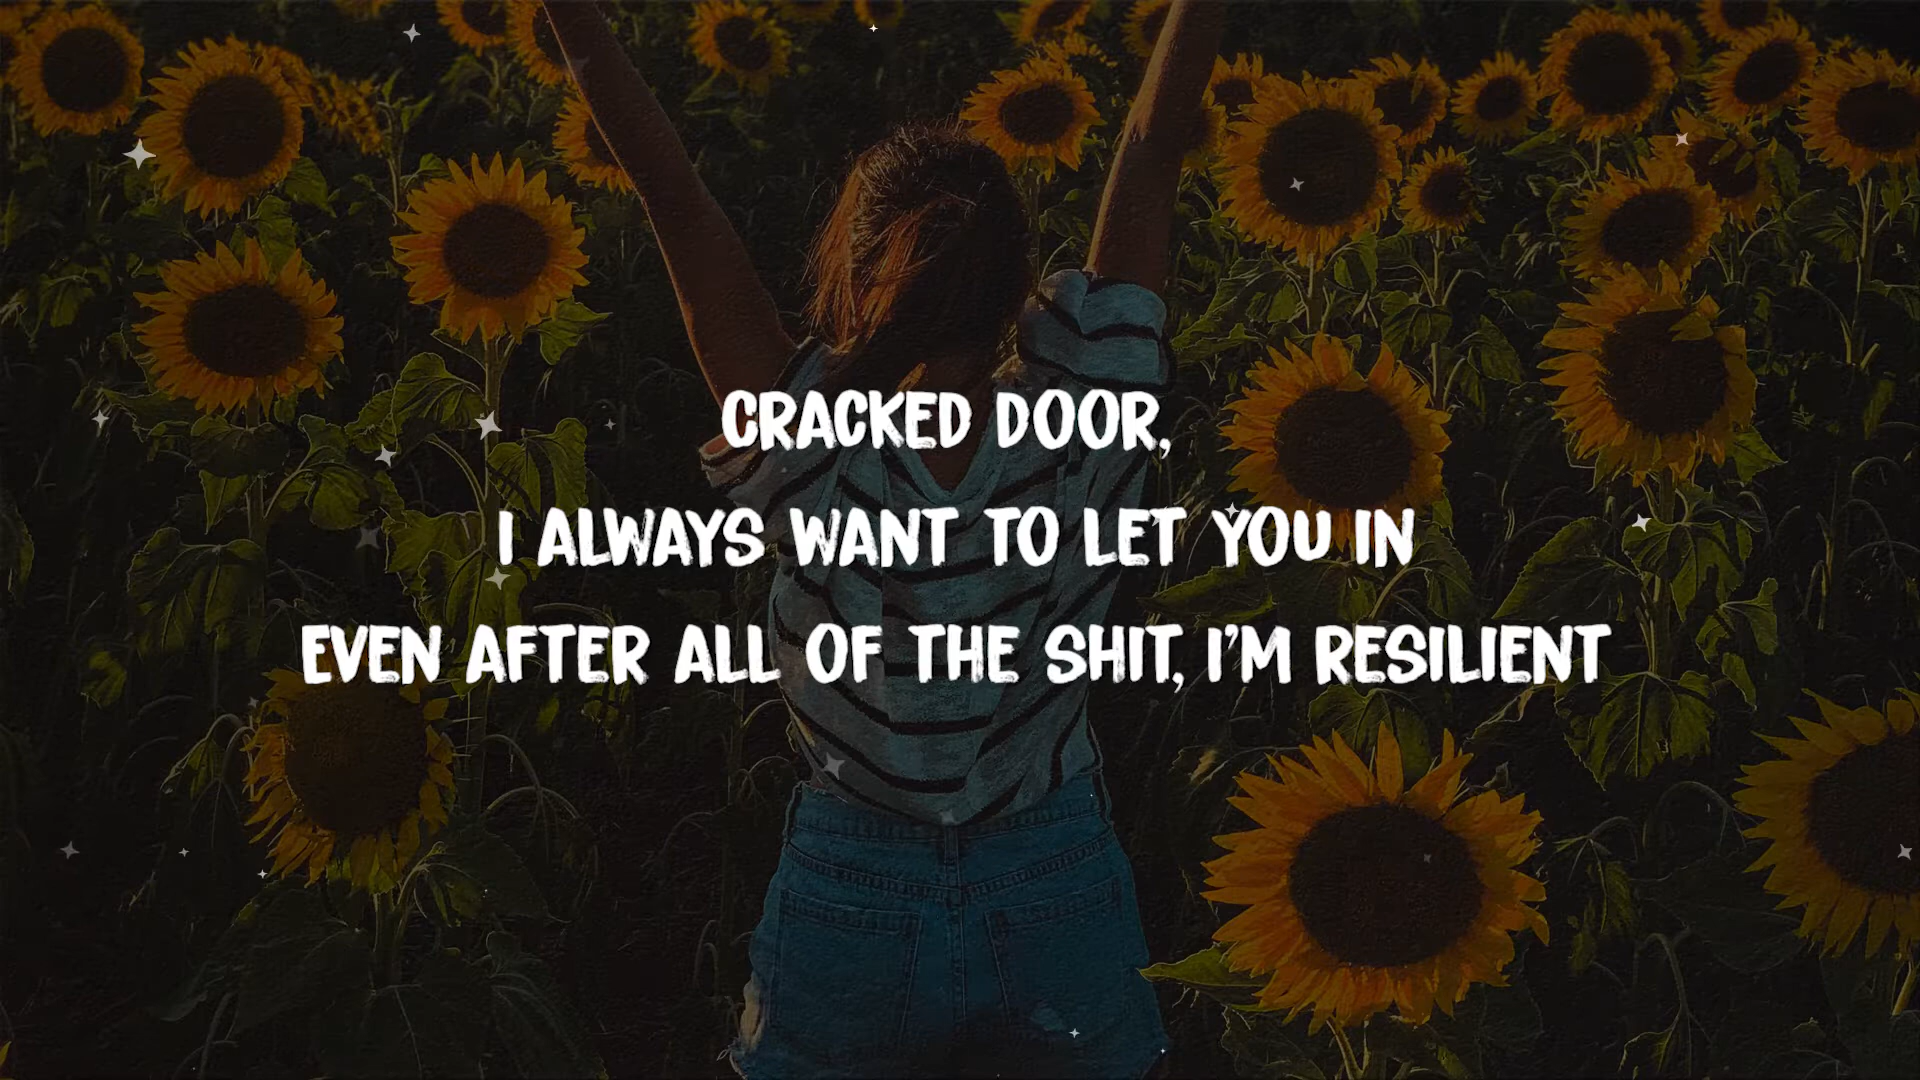 CRACKED DOOR,
I ALWAYS WANT TO LET YOU IN
EVEN AFTER ALL OF THE SHIT, I'M RESILIENT